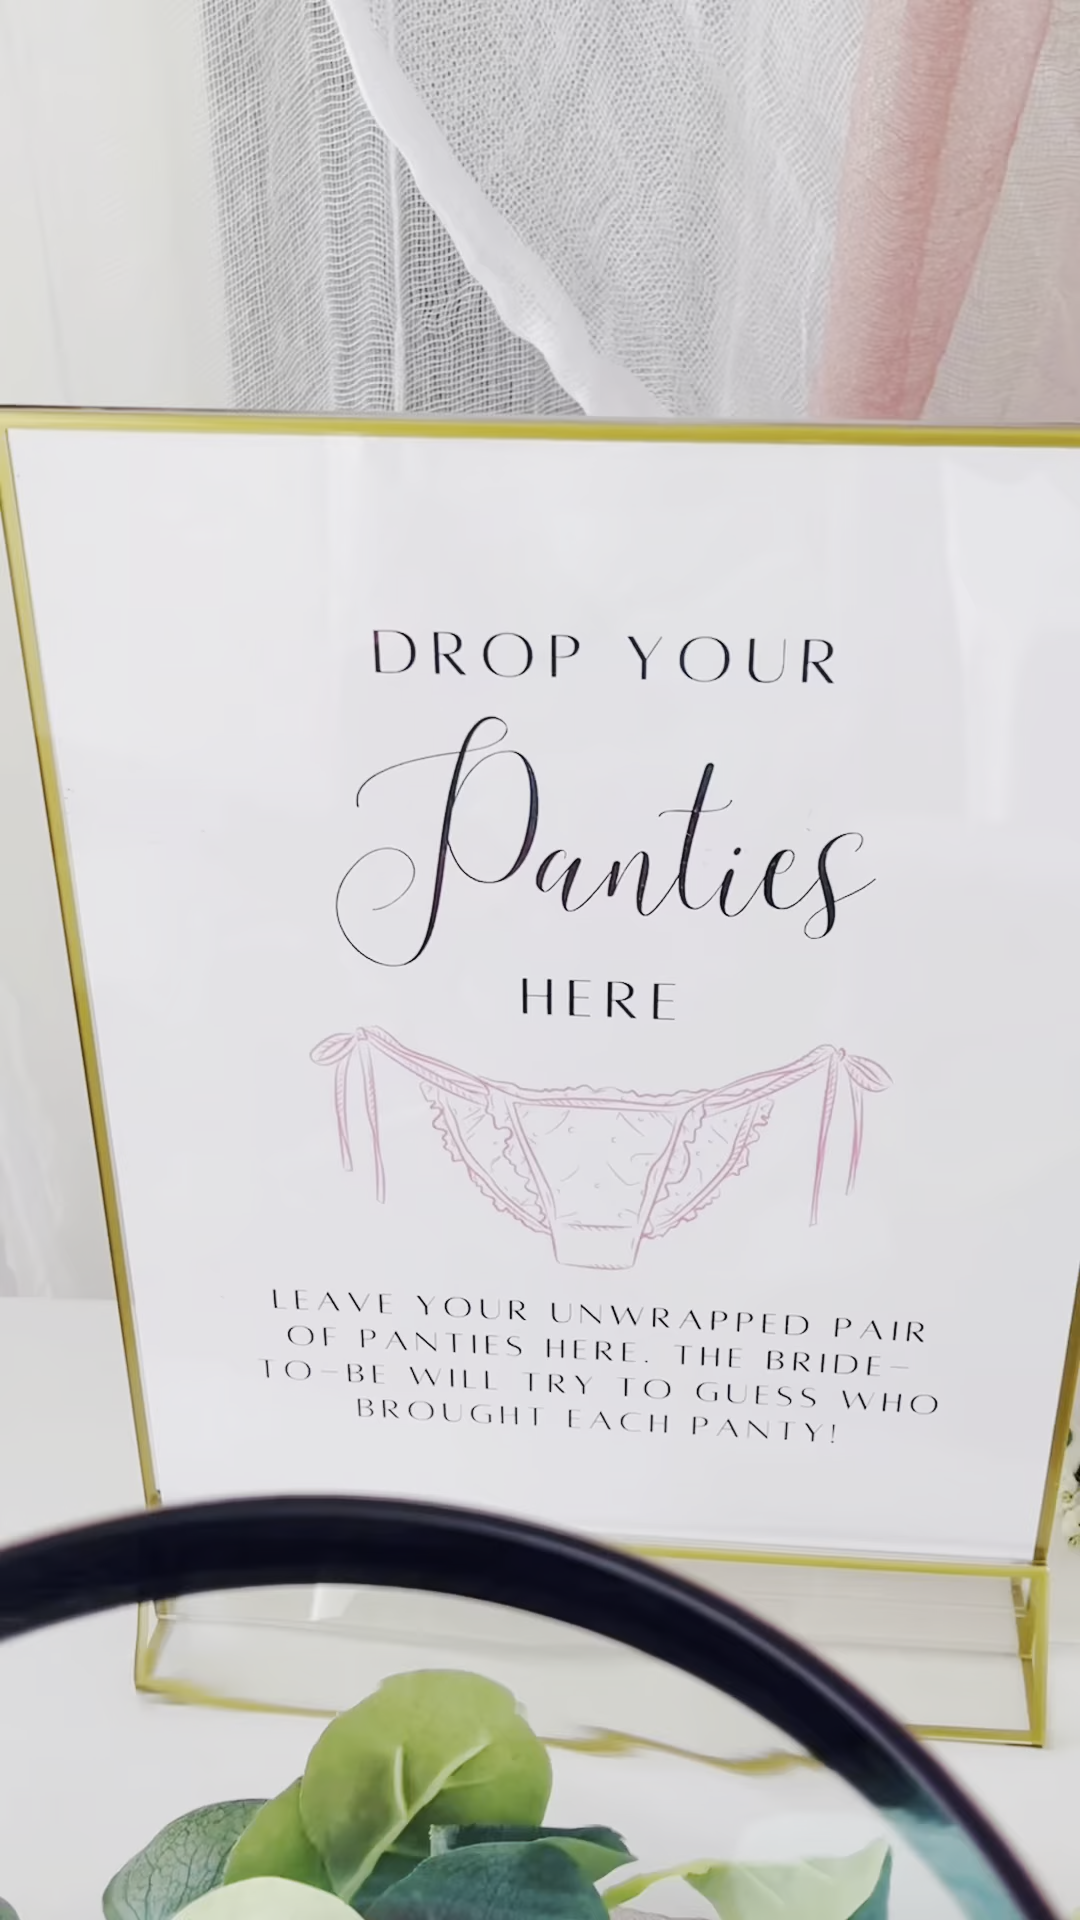 DROP YOUR
Panties
HERE
LEAVE YOUR UNWRAPPED PAIR
OF PANTIES HERE. THE BRIDE-
TO-BE WILL TRY TO GUESS WHO
BROUGHT EACH PANTY!